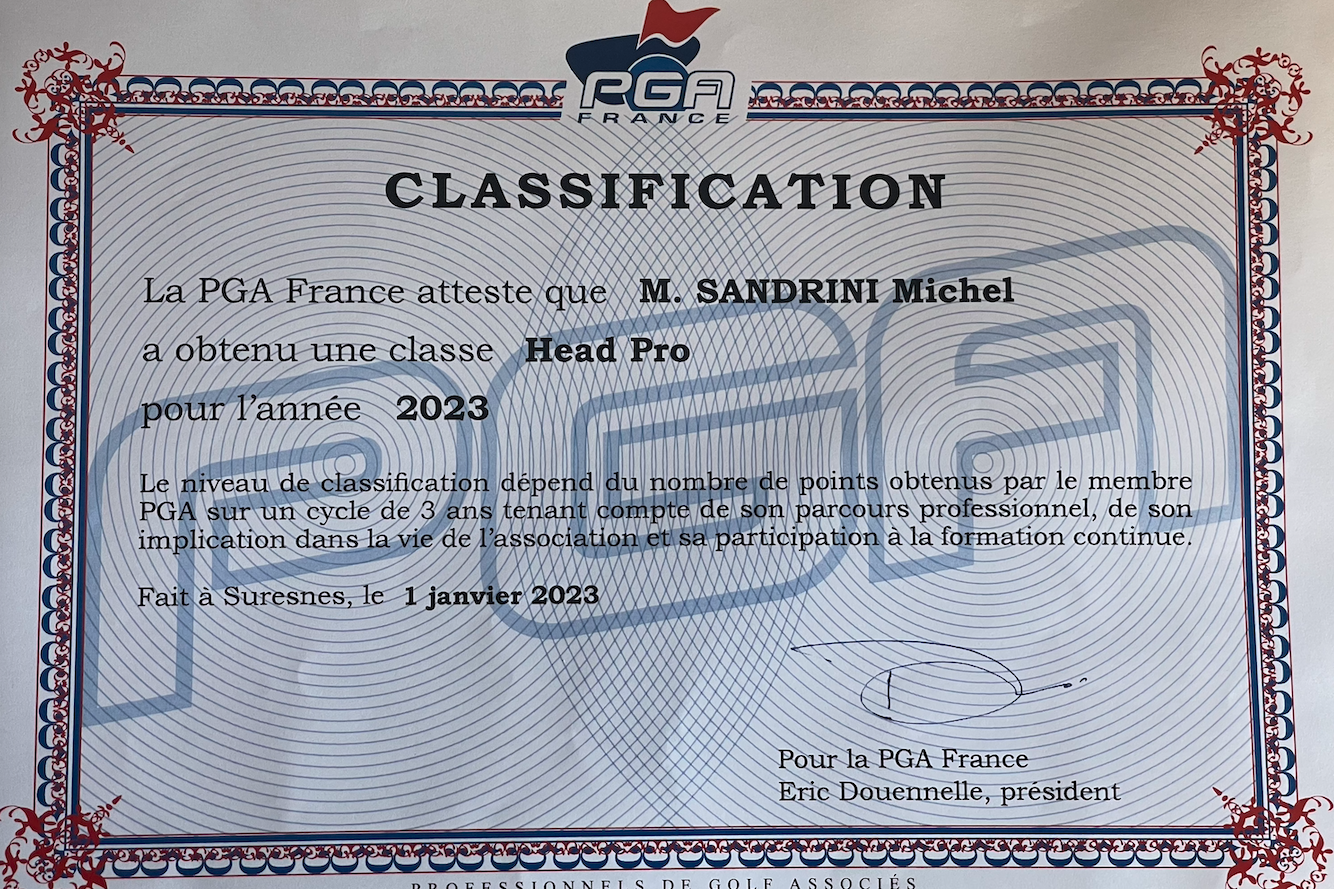 PGA
FRANCE
CLASSIFICATION
La PGA France atteste que M. SANDRINI Michel
a obtenu une classe Head Pro
pour l'année 2023
Le niveau de classification dépend du nombre de points obtenus par le membre
PGA sur un cycle de 3 ans tenant compte de son parcours professionnel, de son
implication dans la vie de l'association et sa participation à la formation continue.
Fait à Suresnes, le 1 janvier 2023
Pour la PGA France
Eric Douennelle, président
PROFESSIONNELS DE GOLF ASSOCIÉS